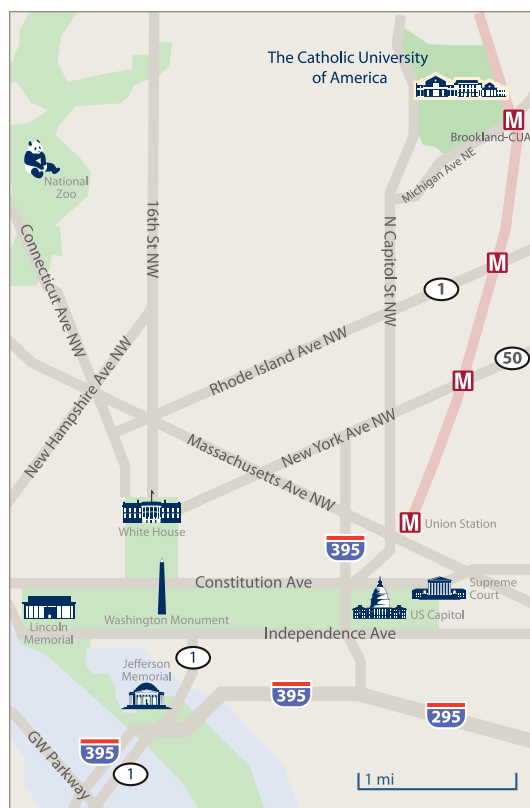 The Catholic University
of America
M
Brookland-CUA
Michigan Ave NE
National
Zoo
16th St NW
Connecticut Ave NW
N Capitol St NW
M
1
Rhode Island Ave NW
New Hampshire Ave NW
50
M
New York Ave NW
Massachusetts Ave NW
White House
M
Union Station
395
Constitution Ave
Supreme
Court
US Capitol
Lincoln
Memorial
Washington Monument
Independence Ave
1
Jefferson
Memorial
395
295
395
GW Parkway
1
1 mi